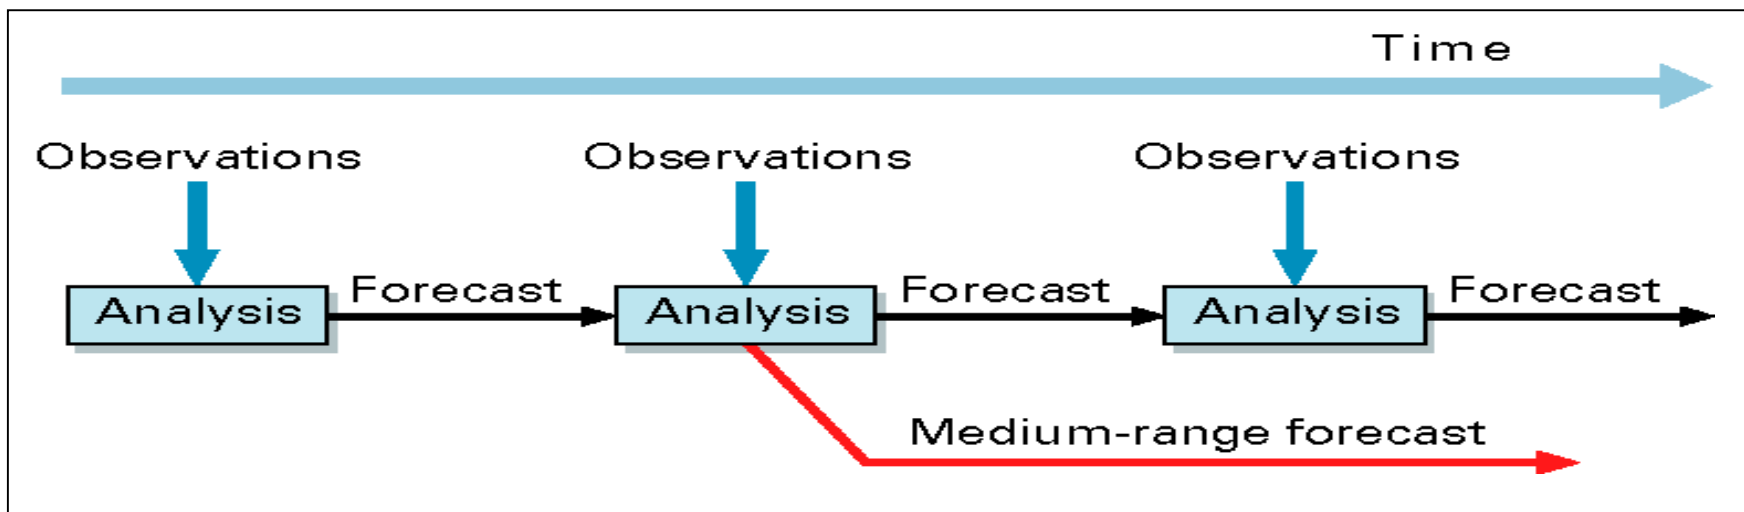 Time
Observations Observations Observations
Forecast Forecast Forecast
Analysis Analysis Analysis
Medium-range forecast